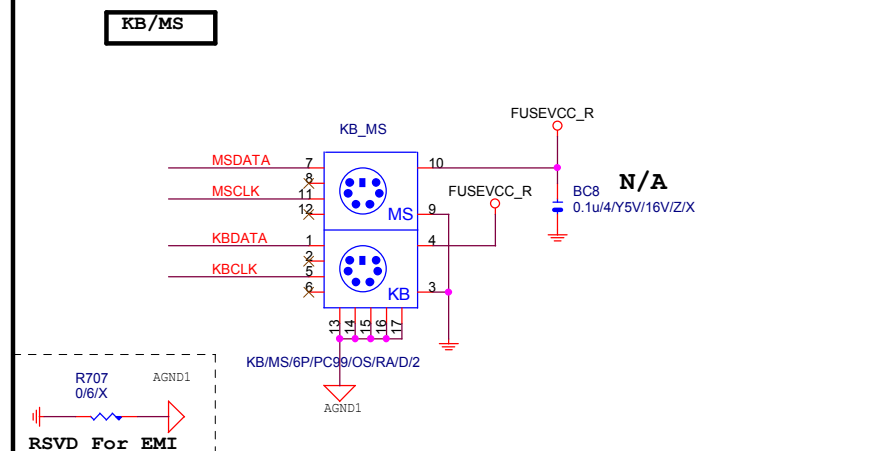 KB/MS
FUSEVCC_R
KB_MS
MSDATA 7
8
MSCLK 11
12
MS
10
9
FUSEVCC_R
BC8 N/A
0.1u/4/Y5V/16V/Z/X
KBDATA 1
2
KBCLK 5
6
KB
4
3
13 14 15 16 17
KB/MS/6P/PC99/OS/RA/D/2
AGND1
R707 AGND1
0/6/X
RSVD For EMI